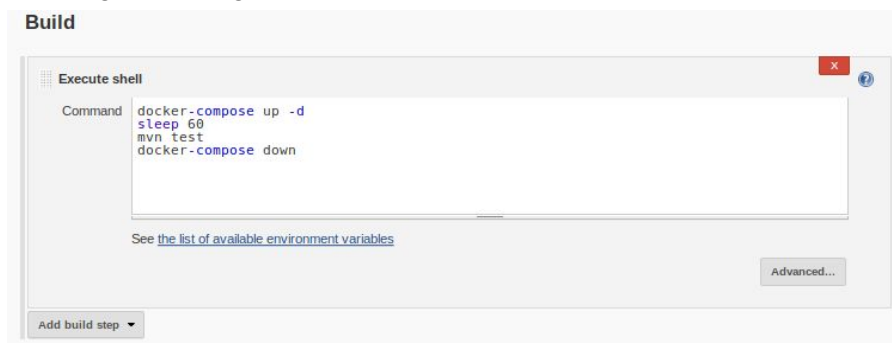 Build
X
Execute shell
Command docker-compose up -d
sleep 60
mvn test
docker-compose down
See the list of available environment variables
Advanced...
Add build step